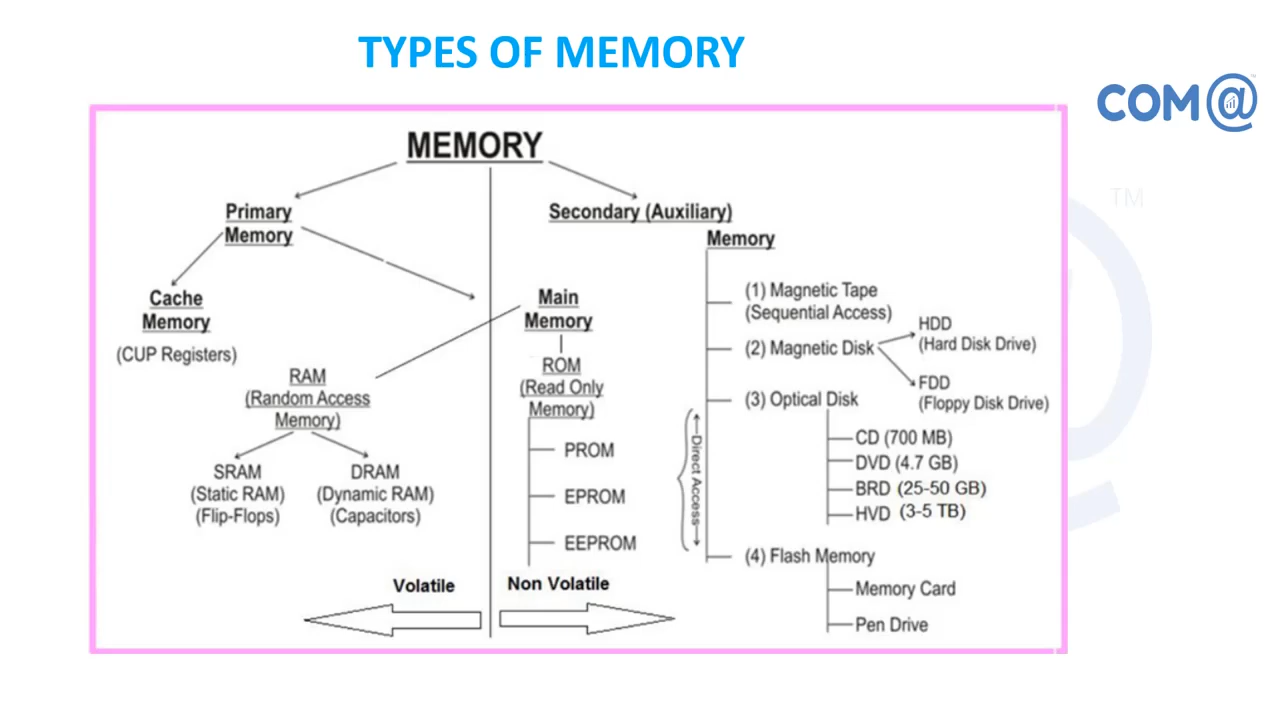 TYPES OF MEMORY
COM@
TM
TM
MEMORY
Primary
Memory
Secondary (Auxiliary)
Memory
Cache
Memory
(CUP Registers)
Main
Memory
RAM
(Random Access
Memory)
SRAM
(Static RAM)
(Flip-Flops)
DRAM
(Dynamic RAM)
(Capacitors)
ROM
(Read Only
Memory)
PROM
EPROM
EEPROM
(1) Magnetic Tape
(Sequential Access)
(2) Magnetic Disk
HDD
(Hard Disk Drive)
FDD
(Floppy Disk Drive)
(3) Optical Disk
CD (700 MB)
DVD (4.7 GB)
BRD (25-50 GB)
HVD (3-5 TB)
Direct Access
(4) Flash Memory
Memory Card
Pen Drive
Volatile
Non Volatile